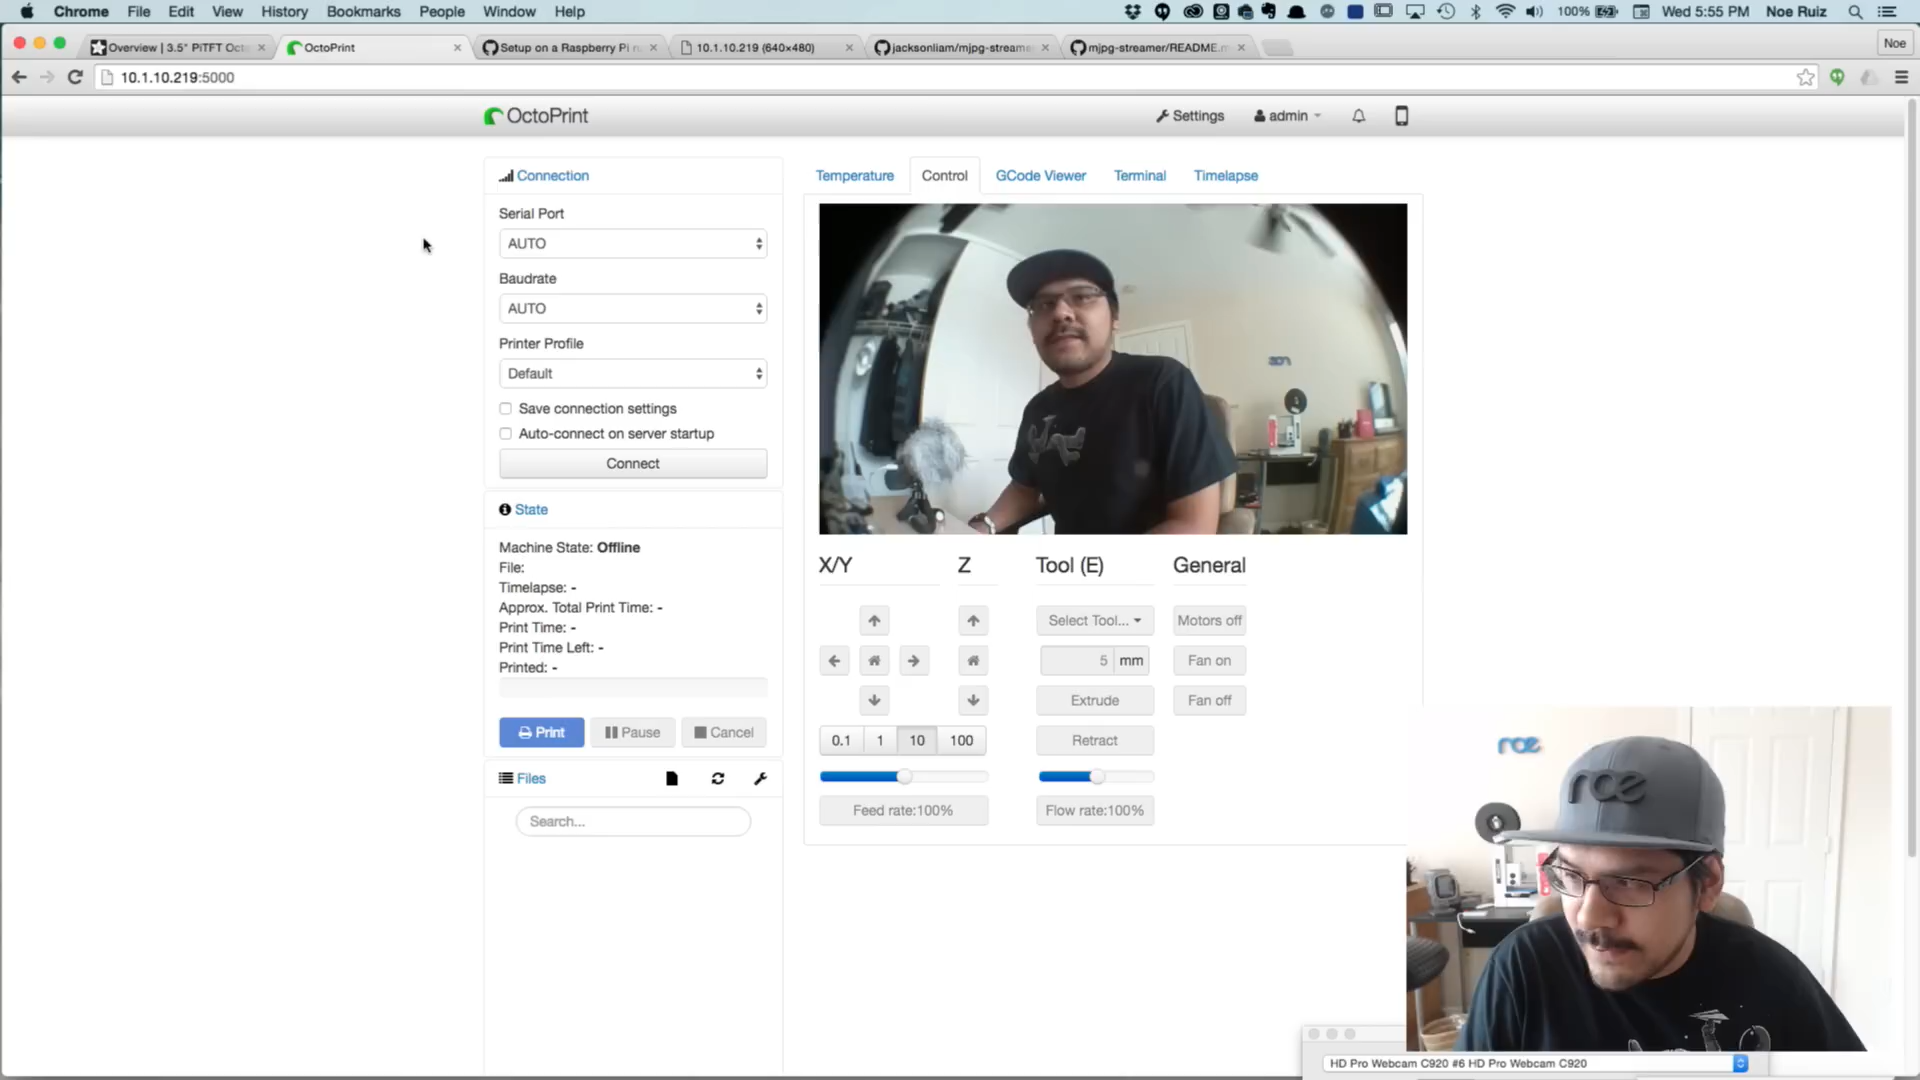 Chrome File Edit View History Bookmarks People Window Help 100% Wed 5:55 PM Noe Ruiz
Overview | 3.5" PiTFT Octo
OctoPrint
Setup on a Raspberry Pi ru
10.1.10.219 (640×480)
jacksonliam/mjpg-streame
mjpg-streamer/README.m
Noe
10.1.10.219:5000
OctoPrint
Settings
admin
Connection
Serial Port
AUTO
Baudrate
AUTO
Printer Profile
Default
Save connection settings
Auto-connect on server startup
Connect
State
Machine State: Offline
File:
Timelapse: -
Approx. Total Print Time: -
Print Time: -
Print Time Left: -
Printed: -
Print Pause Cancel
Files
Search...
Temperature Control GCode Viewer Terminal Timelapse
X/Y Z Tool (E) General
Select Tool... Motors off
5 mm Fan on
Extrude Fan off
0.1 1 10 100 Retract
Feed rate:100% Flow rate:100%
rce
rce
HD Pro Webcam C920 #6 HD Pro Webcam C920